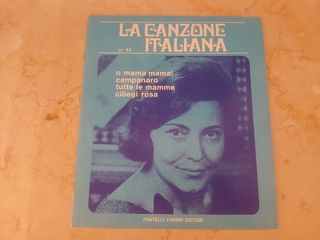 LA CANZONE
ITALIANA
o mama mama!
campanaro
tutte le mamme
ciliegi rosa
FRATELLI FABBRI EDITORI